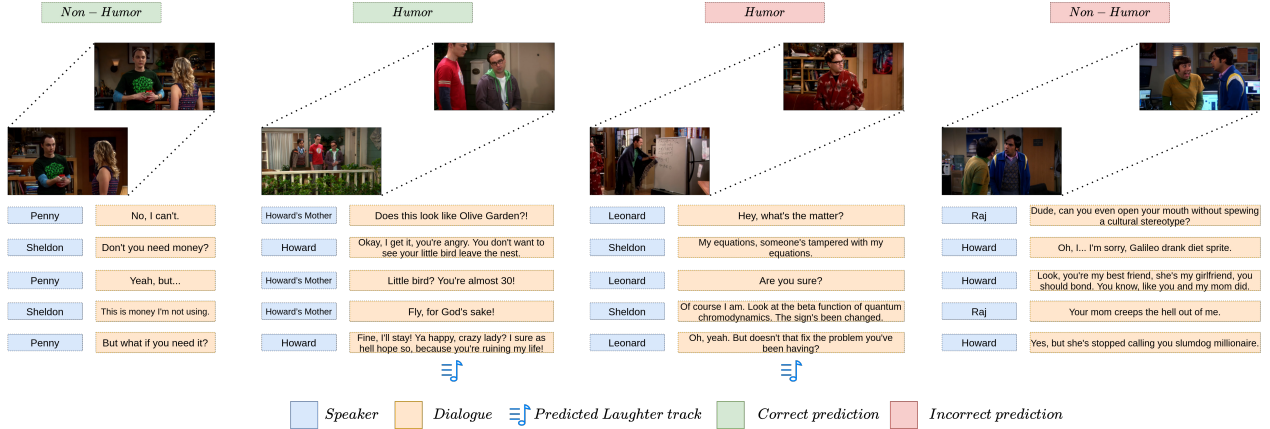 Non - Humor
Humor
Humor
Non - Humor
Penny
No, I can't.
Sheldon
Don't you need money?
Penny
Yeah, but...
Sheldon
This is money I'm not using.
Penny
But what if you need it?
Howard's Mother
Does this look like Olive Garden?!
Howard
Okay, I get it, you're angry. You don't want to
see your little bird leave the nest.
Howard's Mother
Little bird? You're almost 30!
Howard's Mother
Fly, for God's sake!
Howard
Fine, I'll stay! Ya happy, crazy lady? I sure as
hell hope so, because you're ruining my life!
Leonard
Hey, what's the matter?
Sheldon
My equations, someone's tampered with my
equations.
Leonard
Are you sure?
Sheldon
Of course I am. Look at the beta function of quantum
chromodynamics. The sign's been changed.
Leonard
Oh, yeah. But doesn't that fix the problem you've
been having?
Raj
Dude, can you even open your mouth without spewing
a cultural stereotype?
Howard
Oh, I... I'm sorry, Galileo drank diet sprite.
Howard
Look, you're my best friend, she's my girlfriend, you
should bond. You know, like you and my mom did.
Raj
Your mom creeps the hell out of me.
Howard
Yes, but she's stopped calling you slumdog millionaire.
Speaker
Dialogue
Predicted Laughter track
Correct prediction
Incorrect prediction